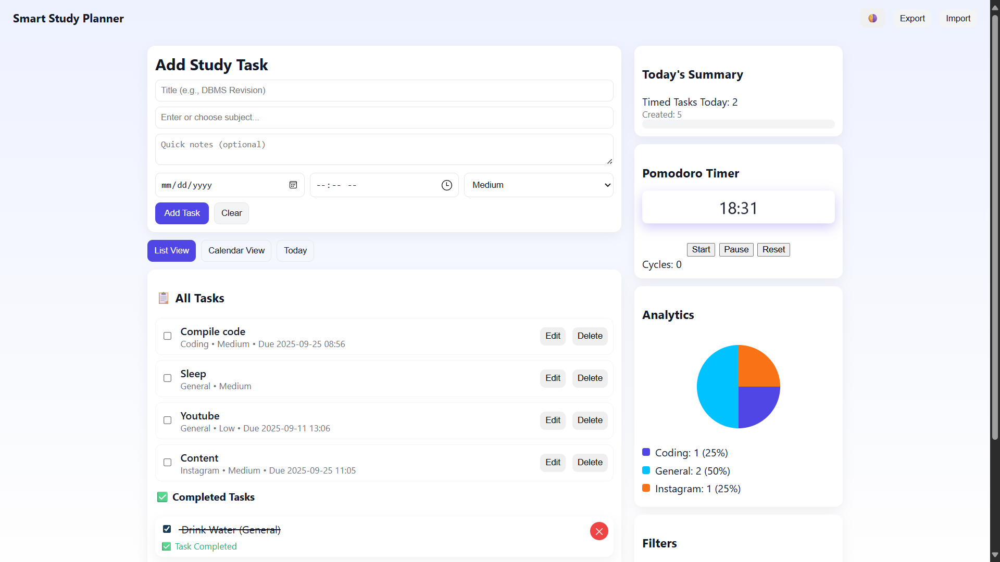 Smart Study Planner
Export
Import
Add Study Task
Title (e.g., DBMS Revision)
Enter or choose subject...
Quick notes (optional)
mm/dd/yyyy
--:-- --
Medium
Add Task
Clear
List View
Calendar View
Today
All Tasks
Compile code
Coding • Medium • Due 2025-09-25 08:56
Edit
Delete
Sleep
General • Medium
Edit
Delete
Youtube
General • Low • Due 2025-09-11 13:06
Edit
Delete
Content
Instagram • Medium • Due 2025-09-25 11:05
Edit
Delete
Completed Tasks
Drink Water (General)
Task Completed
Today's Summary
Timed Tasks Today: 2
Created: 5
Pomodoro Timer
18:31
Start
Pause
Reset
Cycles: 0
Analytics
Coding: 1 (25%)
General: 2 (50%)
Instagram: 1 (25%)
Filters